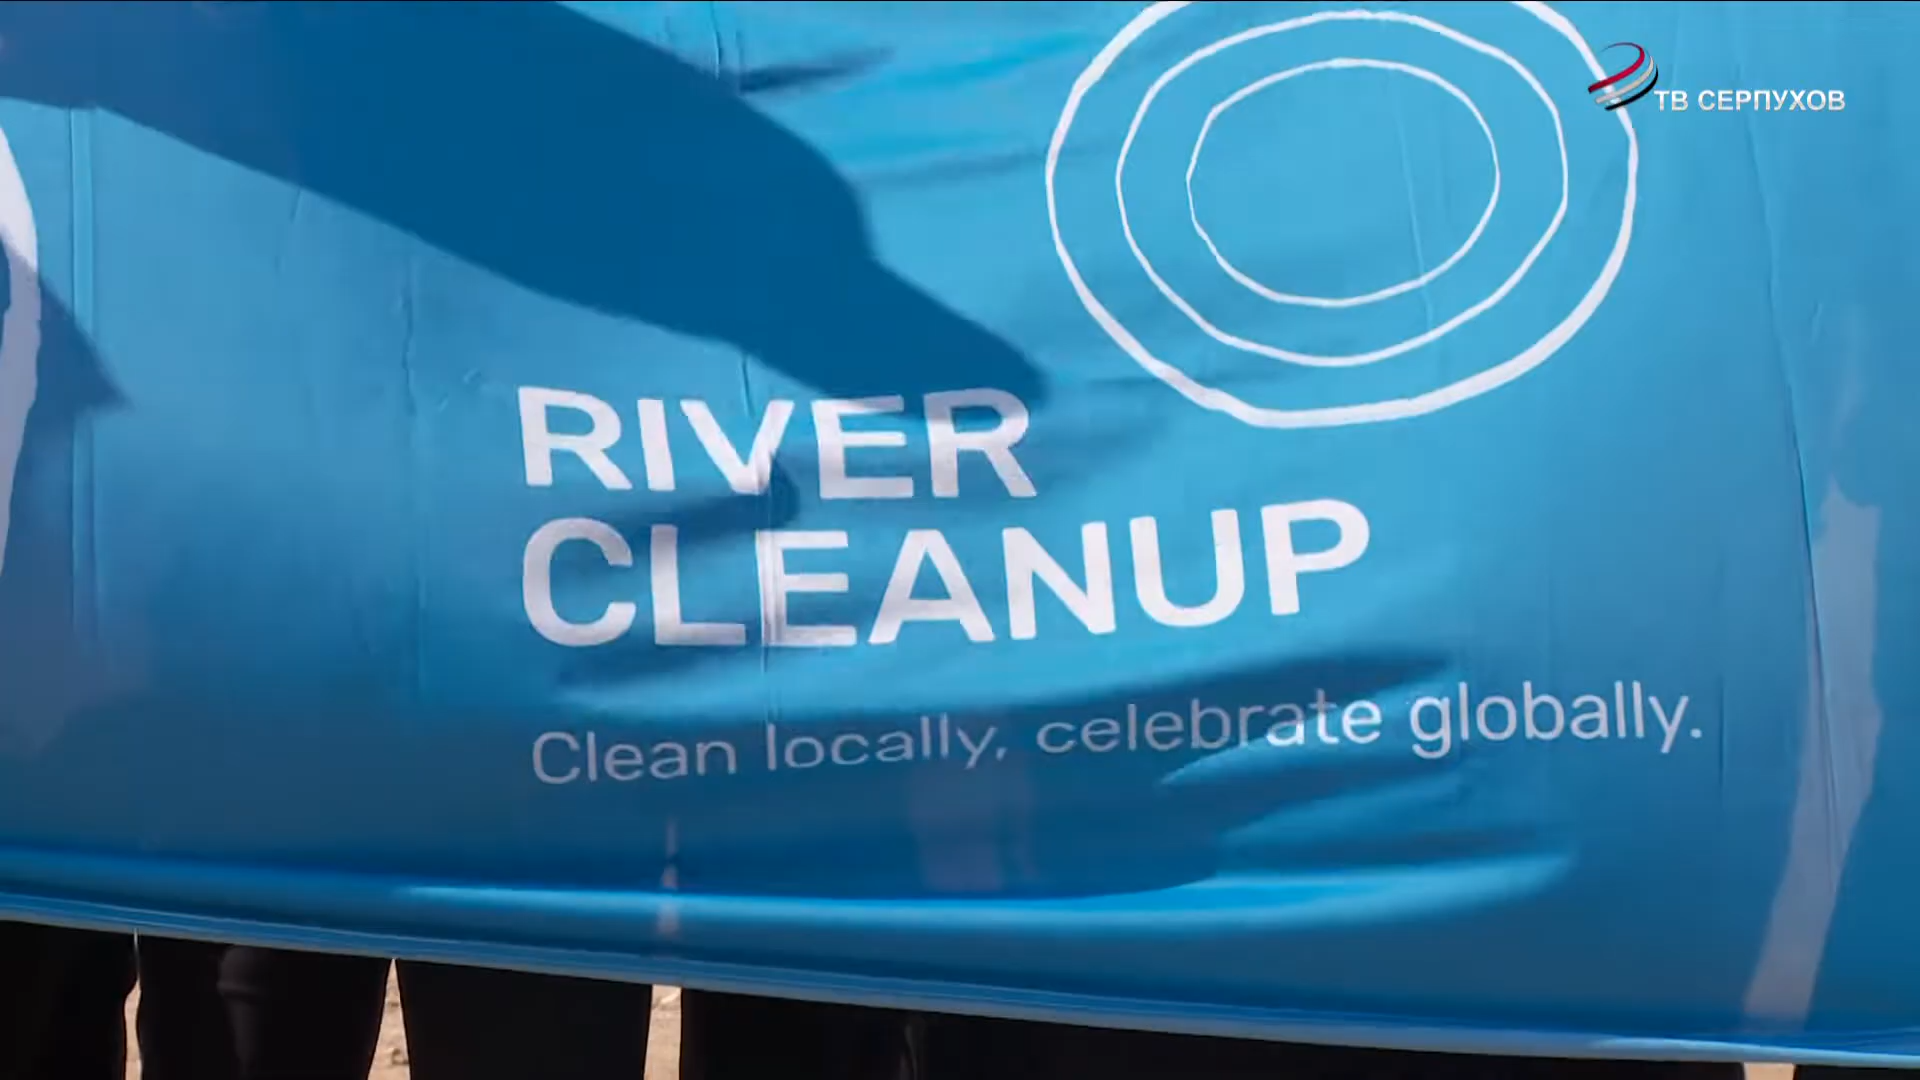 ТВ СЕРПУХОВ
RIVER
CLEANUP
Clean locally, celebrate globally.